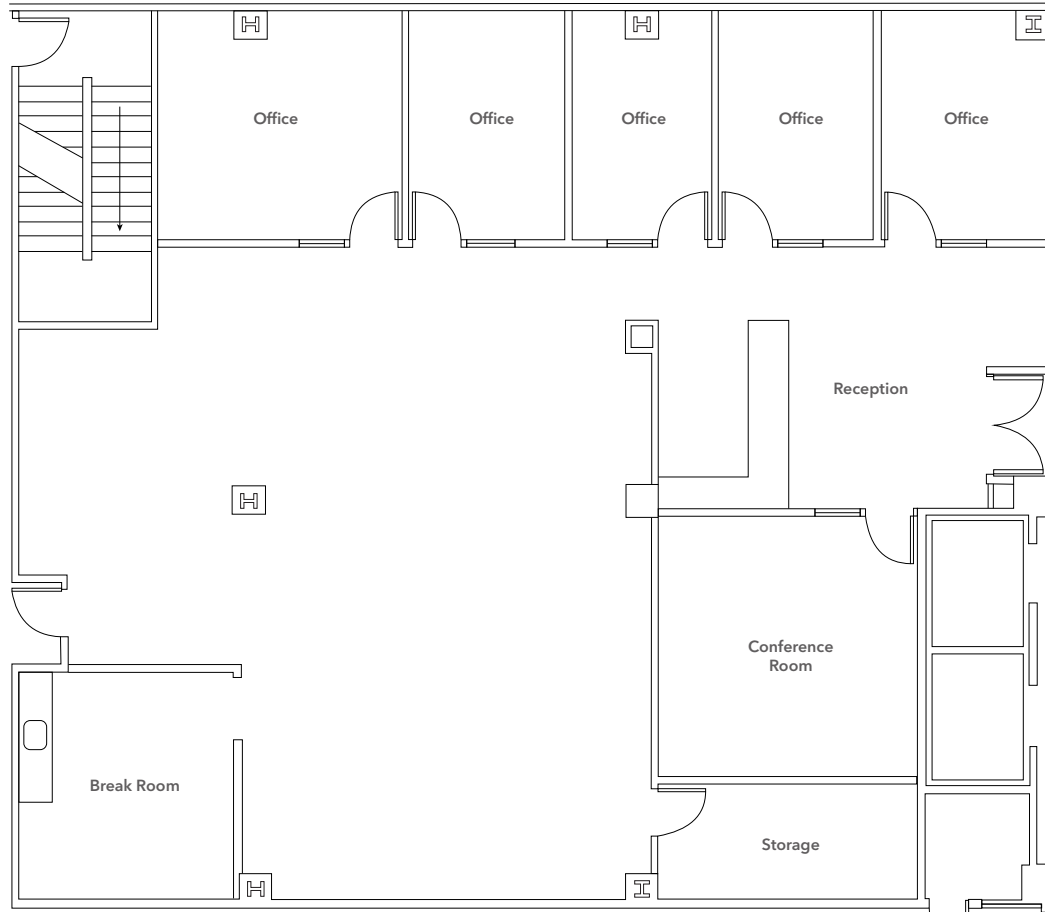 Office
Office
Office
Office
Office
Reception
Conference
Room
Break Room
Storage